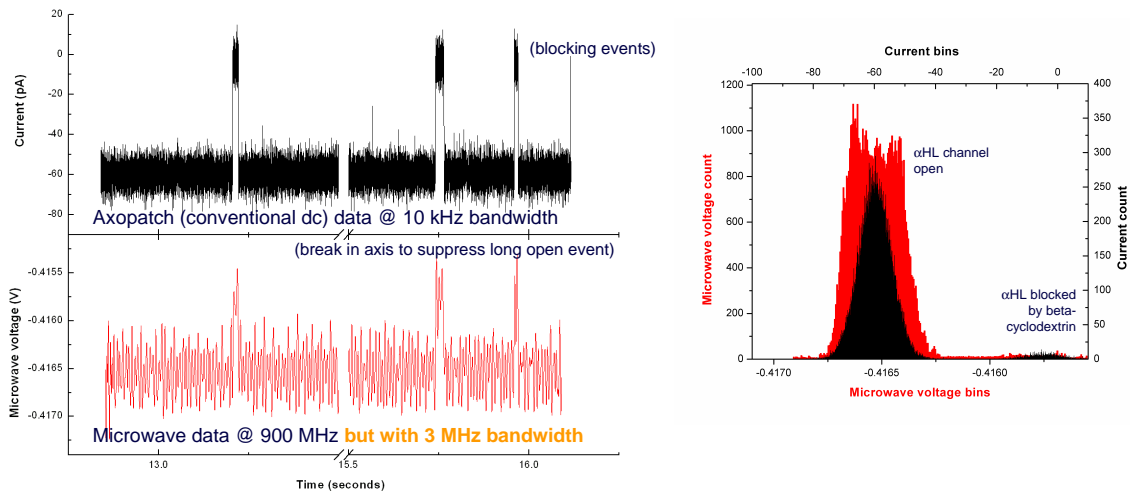 20
0
-20
-40
-60
-80
Current (pA)
(blocking events)
Axopatch (conventional dc) data @ 10 kHz bandwidth
(break in axis to suppress long open event)
-0.4155
-0.4160
-0.4165
-0.4170
Microwave voltage (V)
Microwave data @ 900 MHz but with 3 MHz bandwidth
13.0 15.5 16.0
Time (seconds)
Current bins
-100 -80 -60 -40 -20 0
1200
1000
800
600
400
200
0
Microwave voltage count
400
350
300
250
200
150
100
50
0
Current count
αHL channel
open
αHL blocked
by beta-
cyclodextrin
-0.4170 -0.4165 -0.4160
Microwave voltage bins